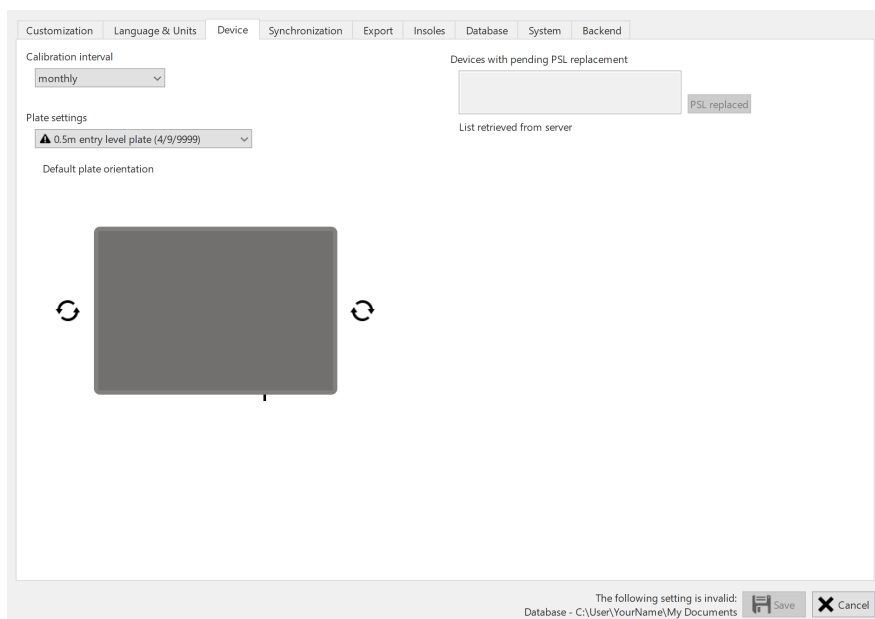 Customization
Language & Units
Device
Synchronization
Export
Insoles
Database
System
Backend
Calibration interval
monthly
Plate settings
0.5m entry level plate (4/9/9999)
Default plate orientation
Devices with pending PSL replacement
PSL replaced
List retrieved from server
The following setting is invalid:
Database - C:\User\YourName\My Documents
Save
Cancel